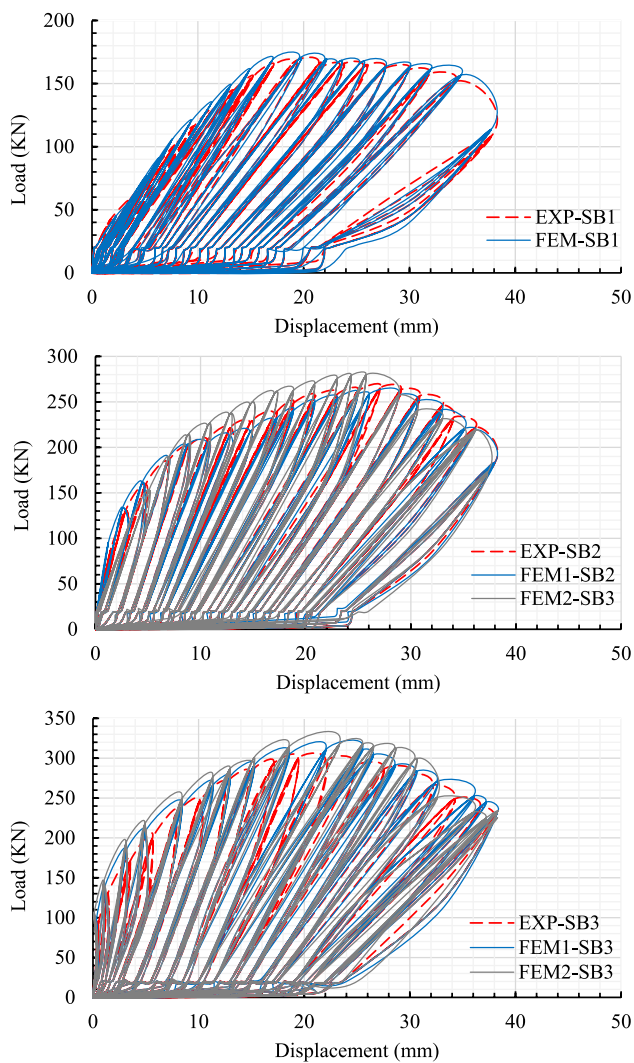 200
150
100
50
0
Load (KN)
EXP-SB1
FEM-SB1
0 10 20 30 40 50
Displacement (mm)
300
250
200
150
100
50
0
Load (KN)
EXP-SB2
FEM1-SB2
FEM2-SB3
0 10 20 30 40 50
Displacement (mm)
350
300
250
200
150
100
50
0
Load (KN)
EXP-SB3
FEM1-SB3
FEM2-SB3
0 10 20 30 40 50
Displacement (mm)